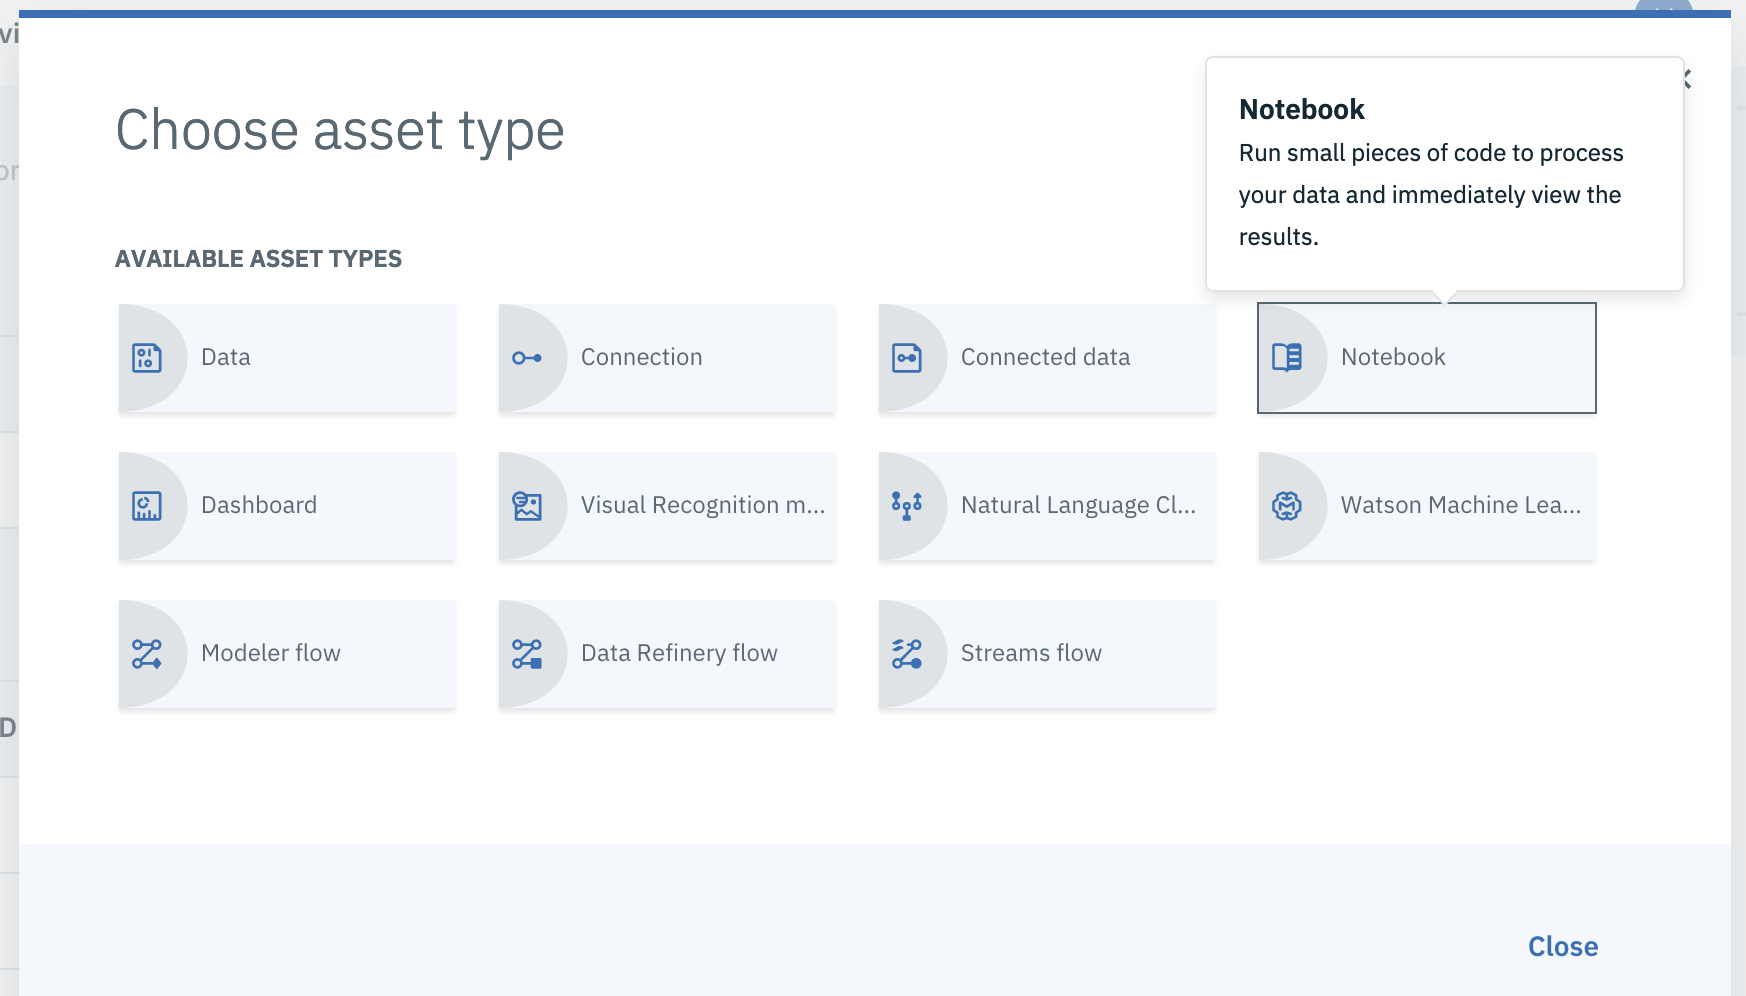 Choose asset type
Notebook
Run small pieces of code to process
your data and immediately view the
results.
AVAILABLE ASSET TYPES
Data
Connection
Connected data
Notebook
Dashboard
Visual Recognition m...
Natural Language Cl...
Watson Machine Lea...
Modeler flow
Data Refinery flow
Streams flow
Close